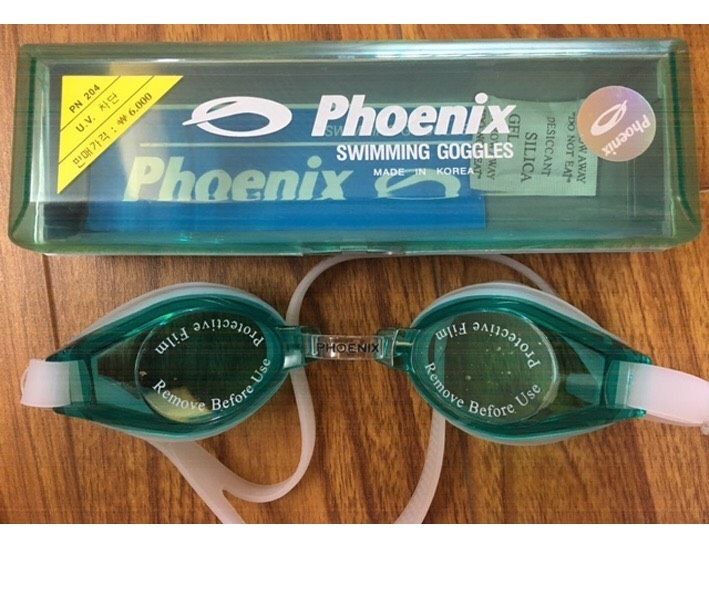 PN 204
U.V. 차단
판매가격 : ₩ 6,000
Phoenix
SWIMMING GOGGLES
MADE IN KOREA
Phoenix
SILICA
GEL
DESICCANT
"DO NOT EAT"
Phoenix
PHOENIX
Protective Film
Remove Before Use
Protective Film
Remove Before Use